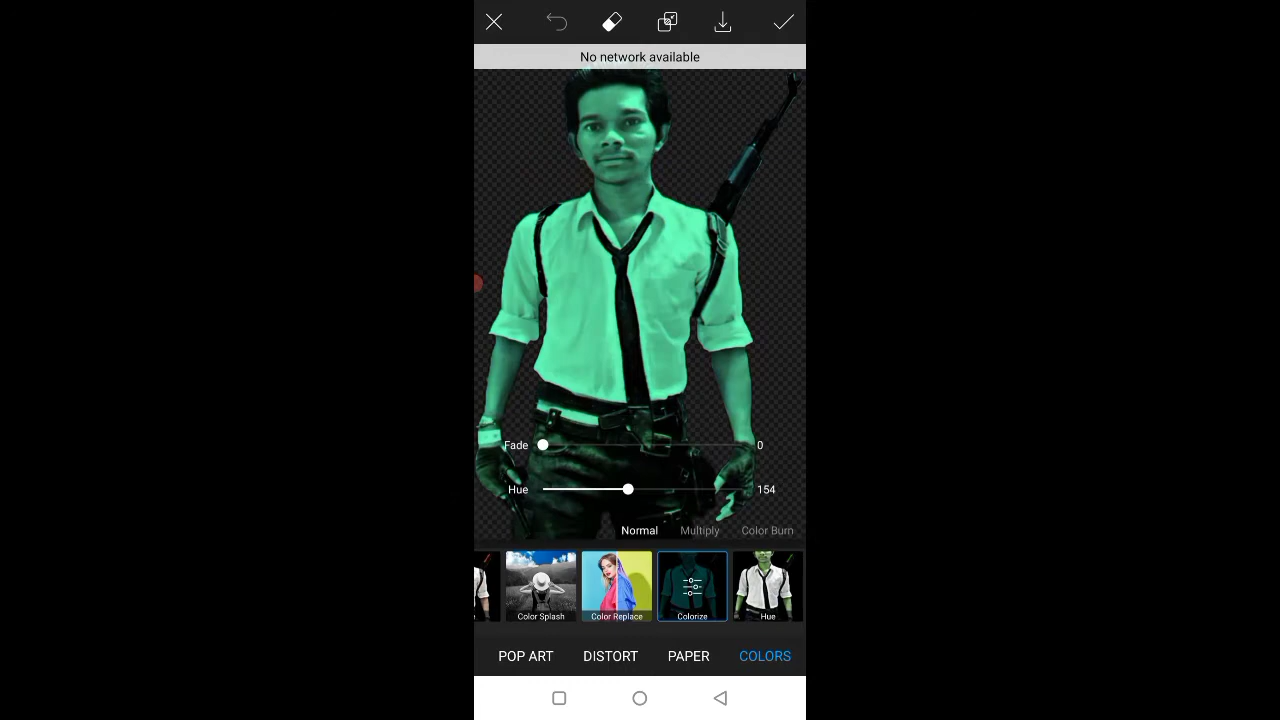 No network available
Fade 0
Hue 154
Normal Multiply Color Burn
Color Splash Color Replace Colorize Hue
POP ART DISTORT PAPER COLORS